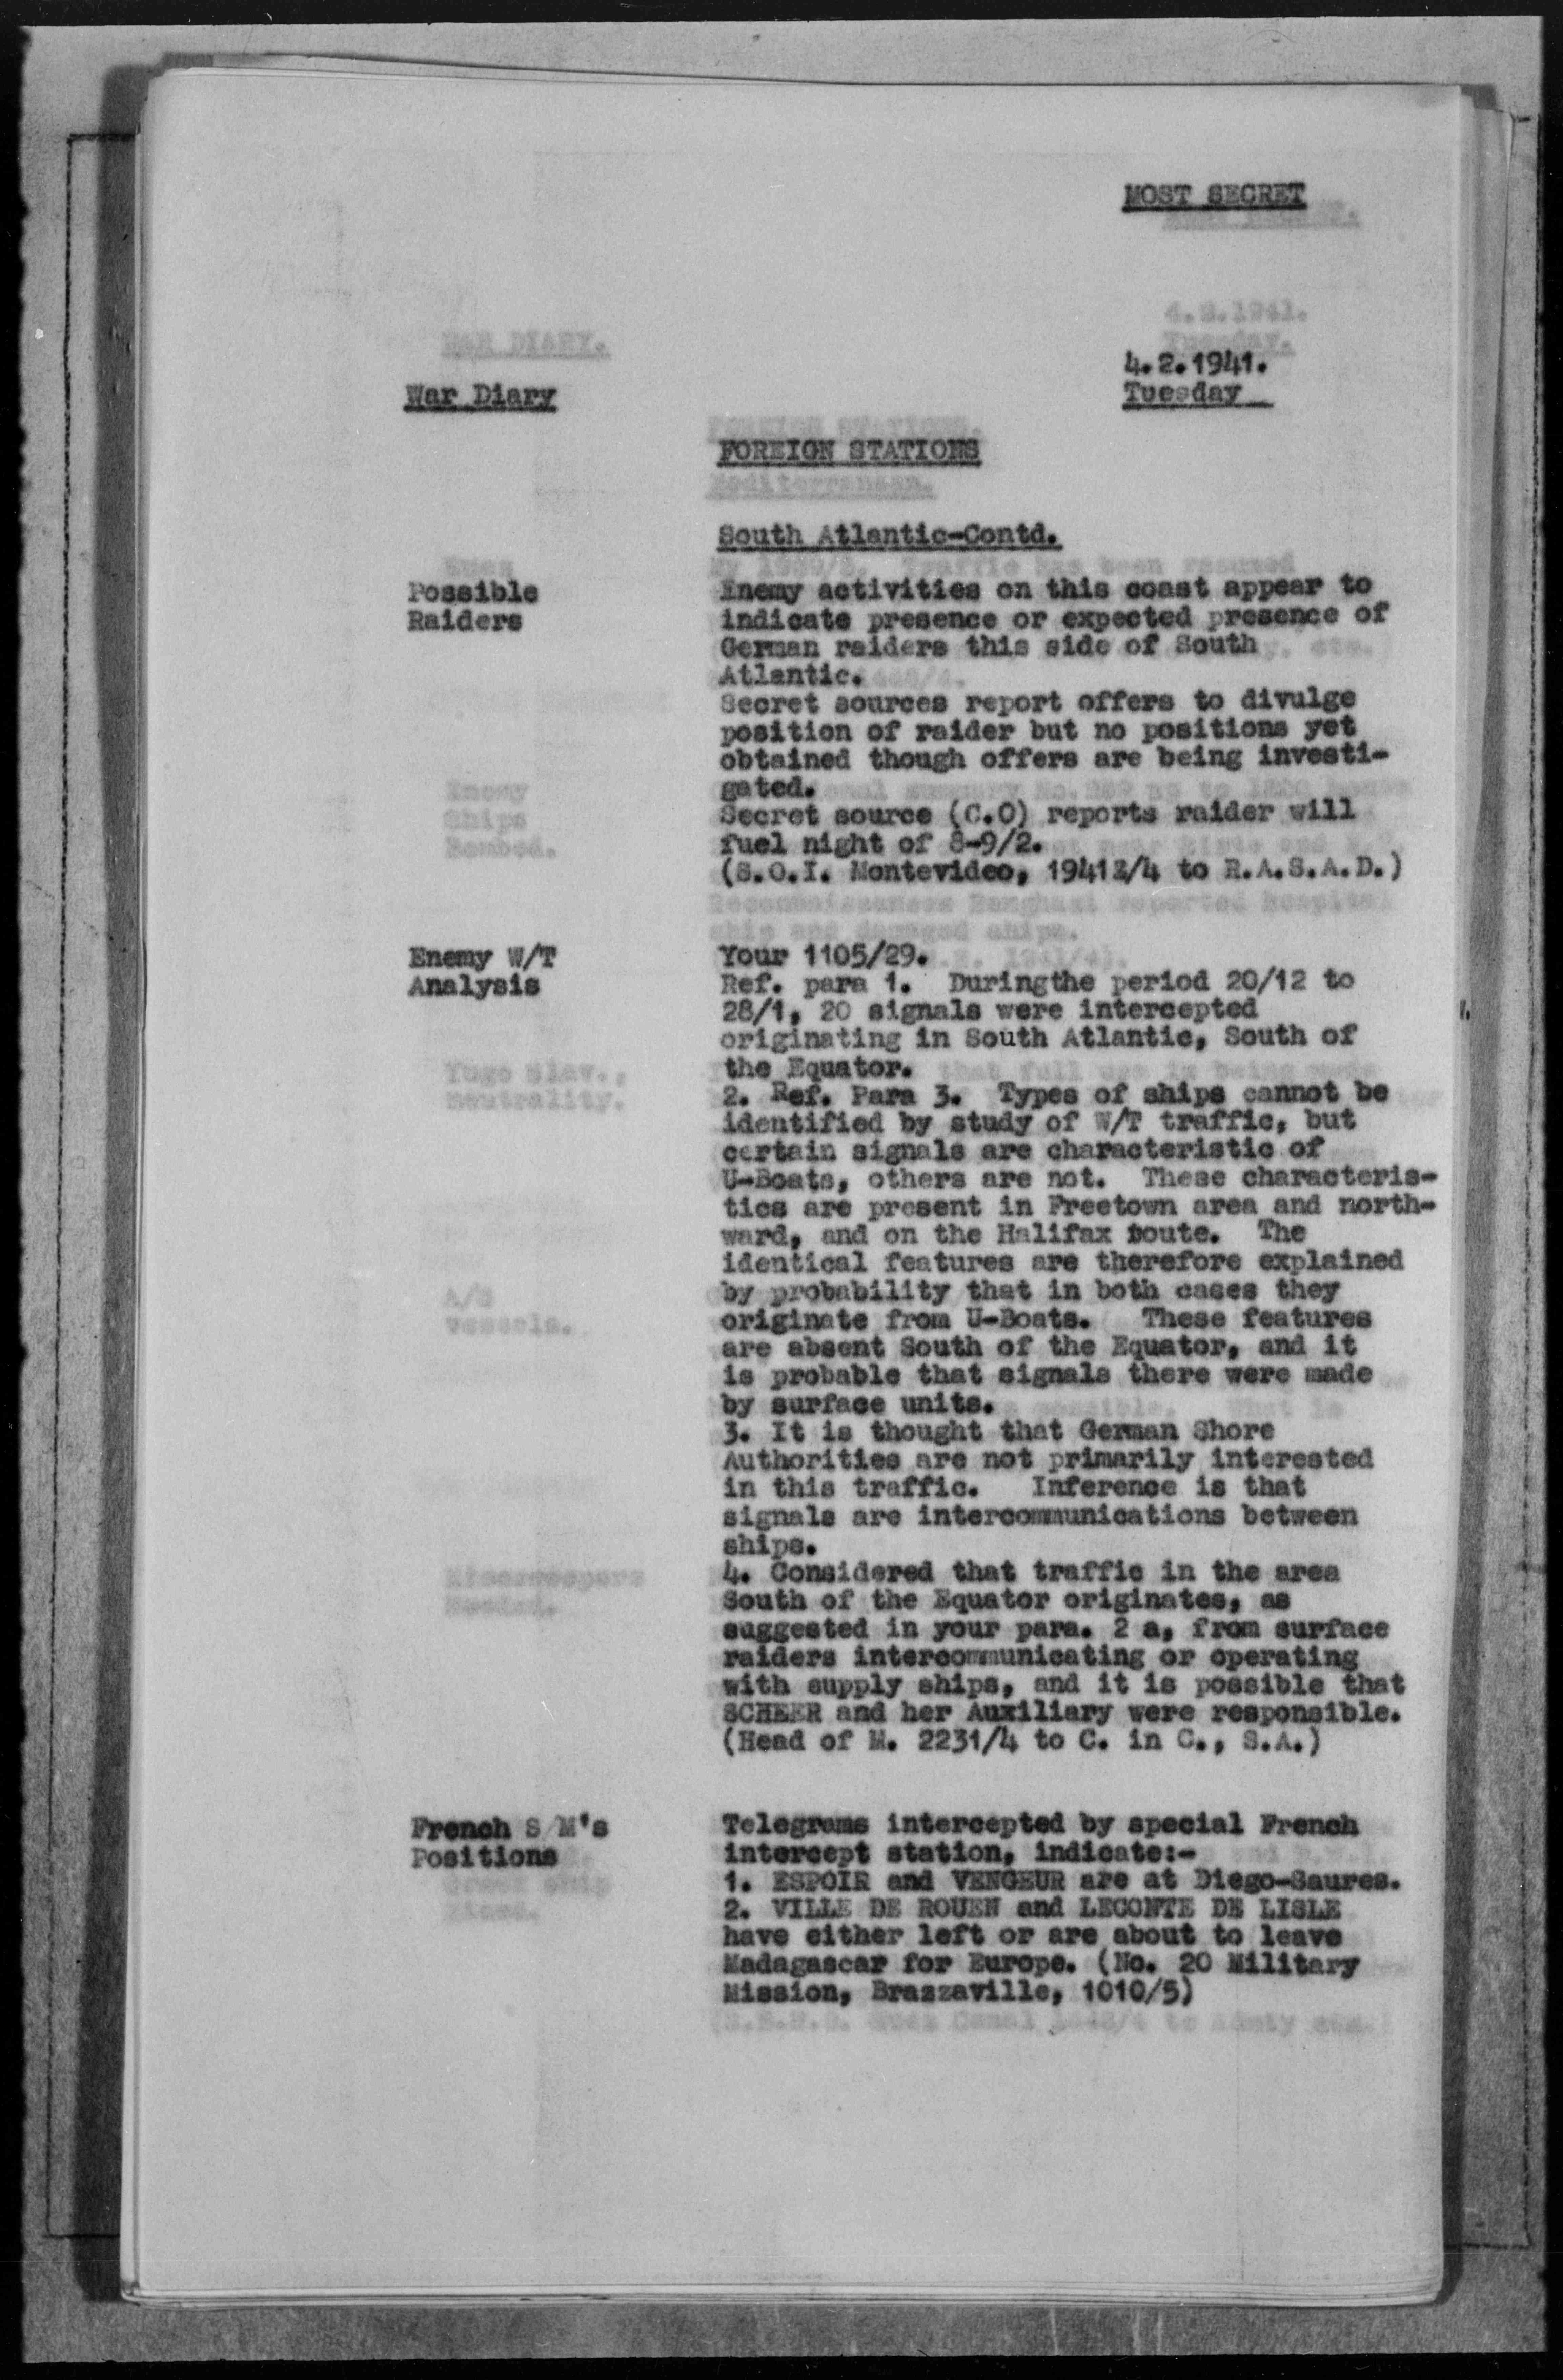 MOST SECRET
4.2.1941.
War Diary
Tuesday
FOREIGN STATIONS
South Atlantic-Contd.
Possible
Raiders
Enemy activities on this coast appear to
indicate presence or expected presence of
German raiders this side of South
Atlantic.
Secret sources report offers to divulge
position of raider but no positions yet
obtained though offers are being investi-
gated.
Secret source (C.O) reports raider will
fuel night of 8-9/2.
(S.O.I. Montevideo, 1941Z/4 to R.A.S.A.D.)
Enemy W/T
Analysis
Your 1105/29.
Ref. para 1. Duringthe period 20/12 to
28/1, 20 signals were intercepted
originating in South Atlantic, South of
the Equator.
2. Ref. Para 3. Types of ships cannot be
identified by study of W/T traffic, but
certain signals are characteristic of
U-Boats, others are not. These characteris-
tics are present in Freetown area and north-
ward, and on the Halifax route. The
identical features are therefore explained
by probability that in both cases they
originate from U-Boats. These features
are absent South of the Equator, and it
is probable that signals there were made
by surface units.
3. It is thought that German Shore
Authorities are not primarily interested
in this traffic. Inference is that
signals are intercommunications between
ships.
4. Considered that traffic in the area
South of the Equator originates, as
suggested in your para. 2 a, from surface
raiders intercommunicating or operating
with supply ships, and it is possible that
SCHEER and her Auxiliary were responsible.
(Head of M. 2231/4 to C. in C., S.A.)
French S/M's
Positions
Telegrams intercepted by special French
intercept station, indicate:-
1. ESPOIR and VENGEUR are at Diego-Saures.
2. VILLE DE ROUEN and LECONTE DE LISLE
have either left or are about to leave
Madagascar for Europe. (No. 20 Military
Mission, Brazzaville, 1010/5)